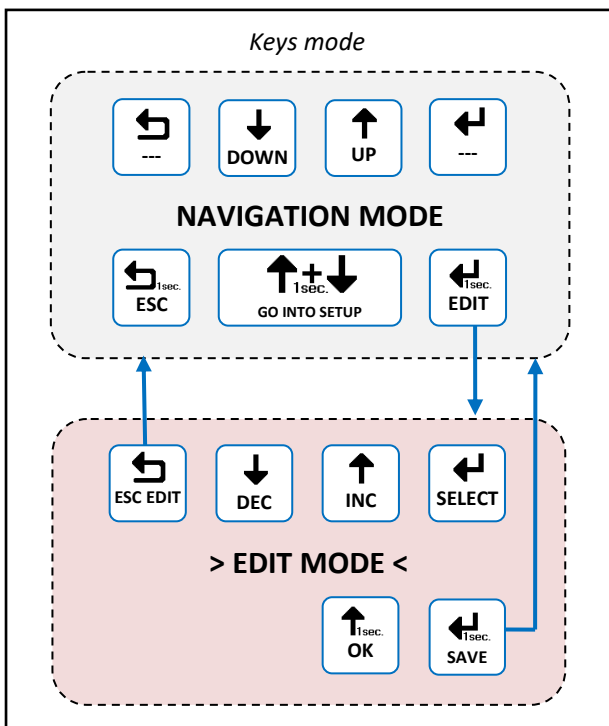 Keys mode
--- DOWN UP ---
NAVIGATION MODE
1sec. 1sec. 1sec.
ESC GO INTO SETUP EDIT
ESC EDIT DEC INC SELECT
> EDIT MODE <
1sec. 1sec.
OK SAVE